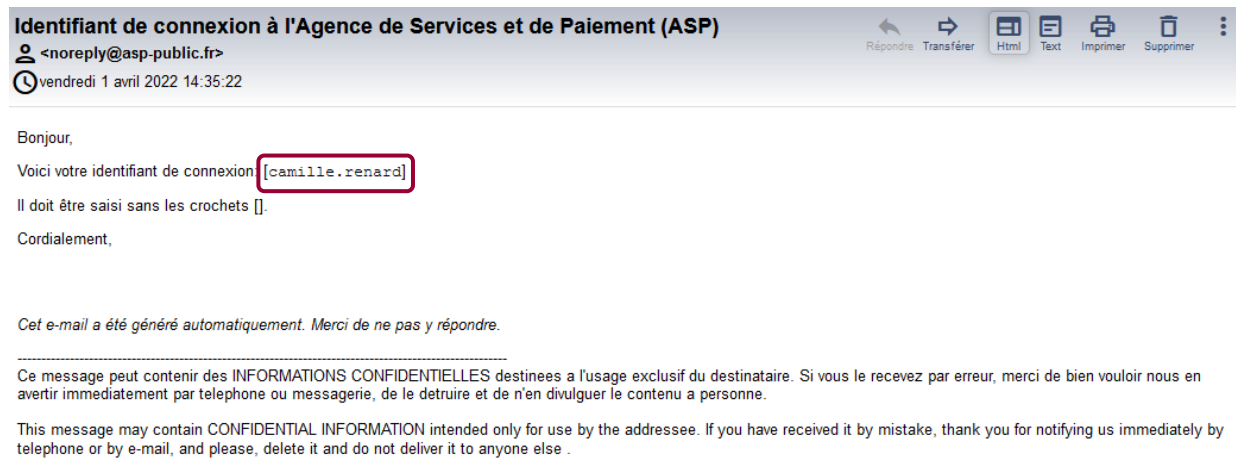 Identifiant de connexion à l'Agence de Services et de Paiement (ASP)
<noreply@asp-public.fr>
vendredi 1 avril 2022 14:35:22
Répondre Transférer Html Text Imprimer Supprimer
Bonjour,
Voici votre identifiant de connexion: [camille.renard]
Il doit être saisi sans les crochets [].
Cordialement,
Cet e-mail a été généré automatiquement. Merci de ne pas y répondre.
Ce message peut contenir des INFORMATIONS CONFIDENTIELLES destinees a l'usage exclusif du destinataire. Si vous le recevez par erreur, merci de bien vouloir nous en
avertir immediatement par telephone ou messagerie, de le detruire et de n'en divulguer le contenu a personne.
This message may contain CONFIDENTIAL INFORMATION intended only for use by the addressee. If you have received it by mistake, thank you for notifying us immediately by
telephone or by e-mail, and please, delete it and do not deliver it to anyone else .